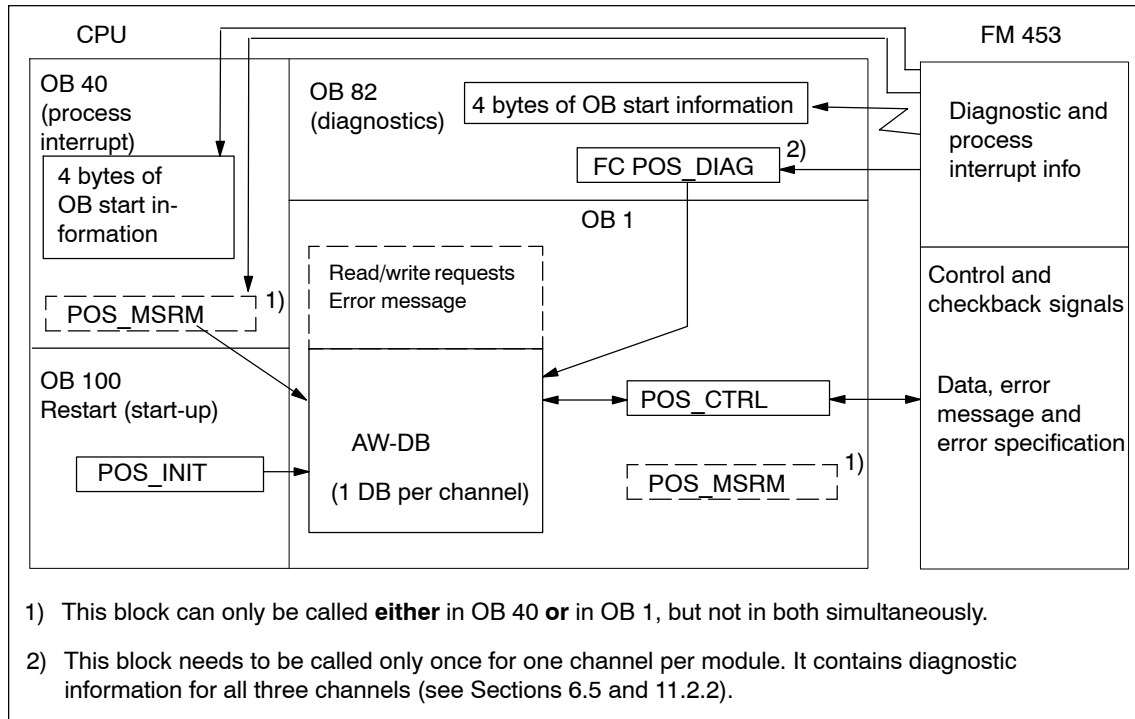 CPU
FM 453
OB 40
(process
interrupt)
4 bytes of
OB start in-
formation
POS_MSRM
1)
OB 100
Restart (start-up)
POS_INIT
OB 82
(diagnostics)
4 bytes of OB start information
FC POS_DIAG
2)
OB 1
Read/write requests
Error message
AW-DB
(1 DB per channel)
POS_CTRL
POS_MSRM
1)
Diagnostic and
process
interrupt info
Control and
checkback signals
Data, error
message and
error specification
1) This block can only be called either in OB 40 or in OB 1, but not in both simultaneously.
2) This block needs to be called only once for one channel per module. It contains diagnostic
information for all three channels (see Sections 6.5 and 11.2.2).